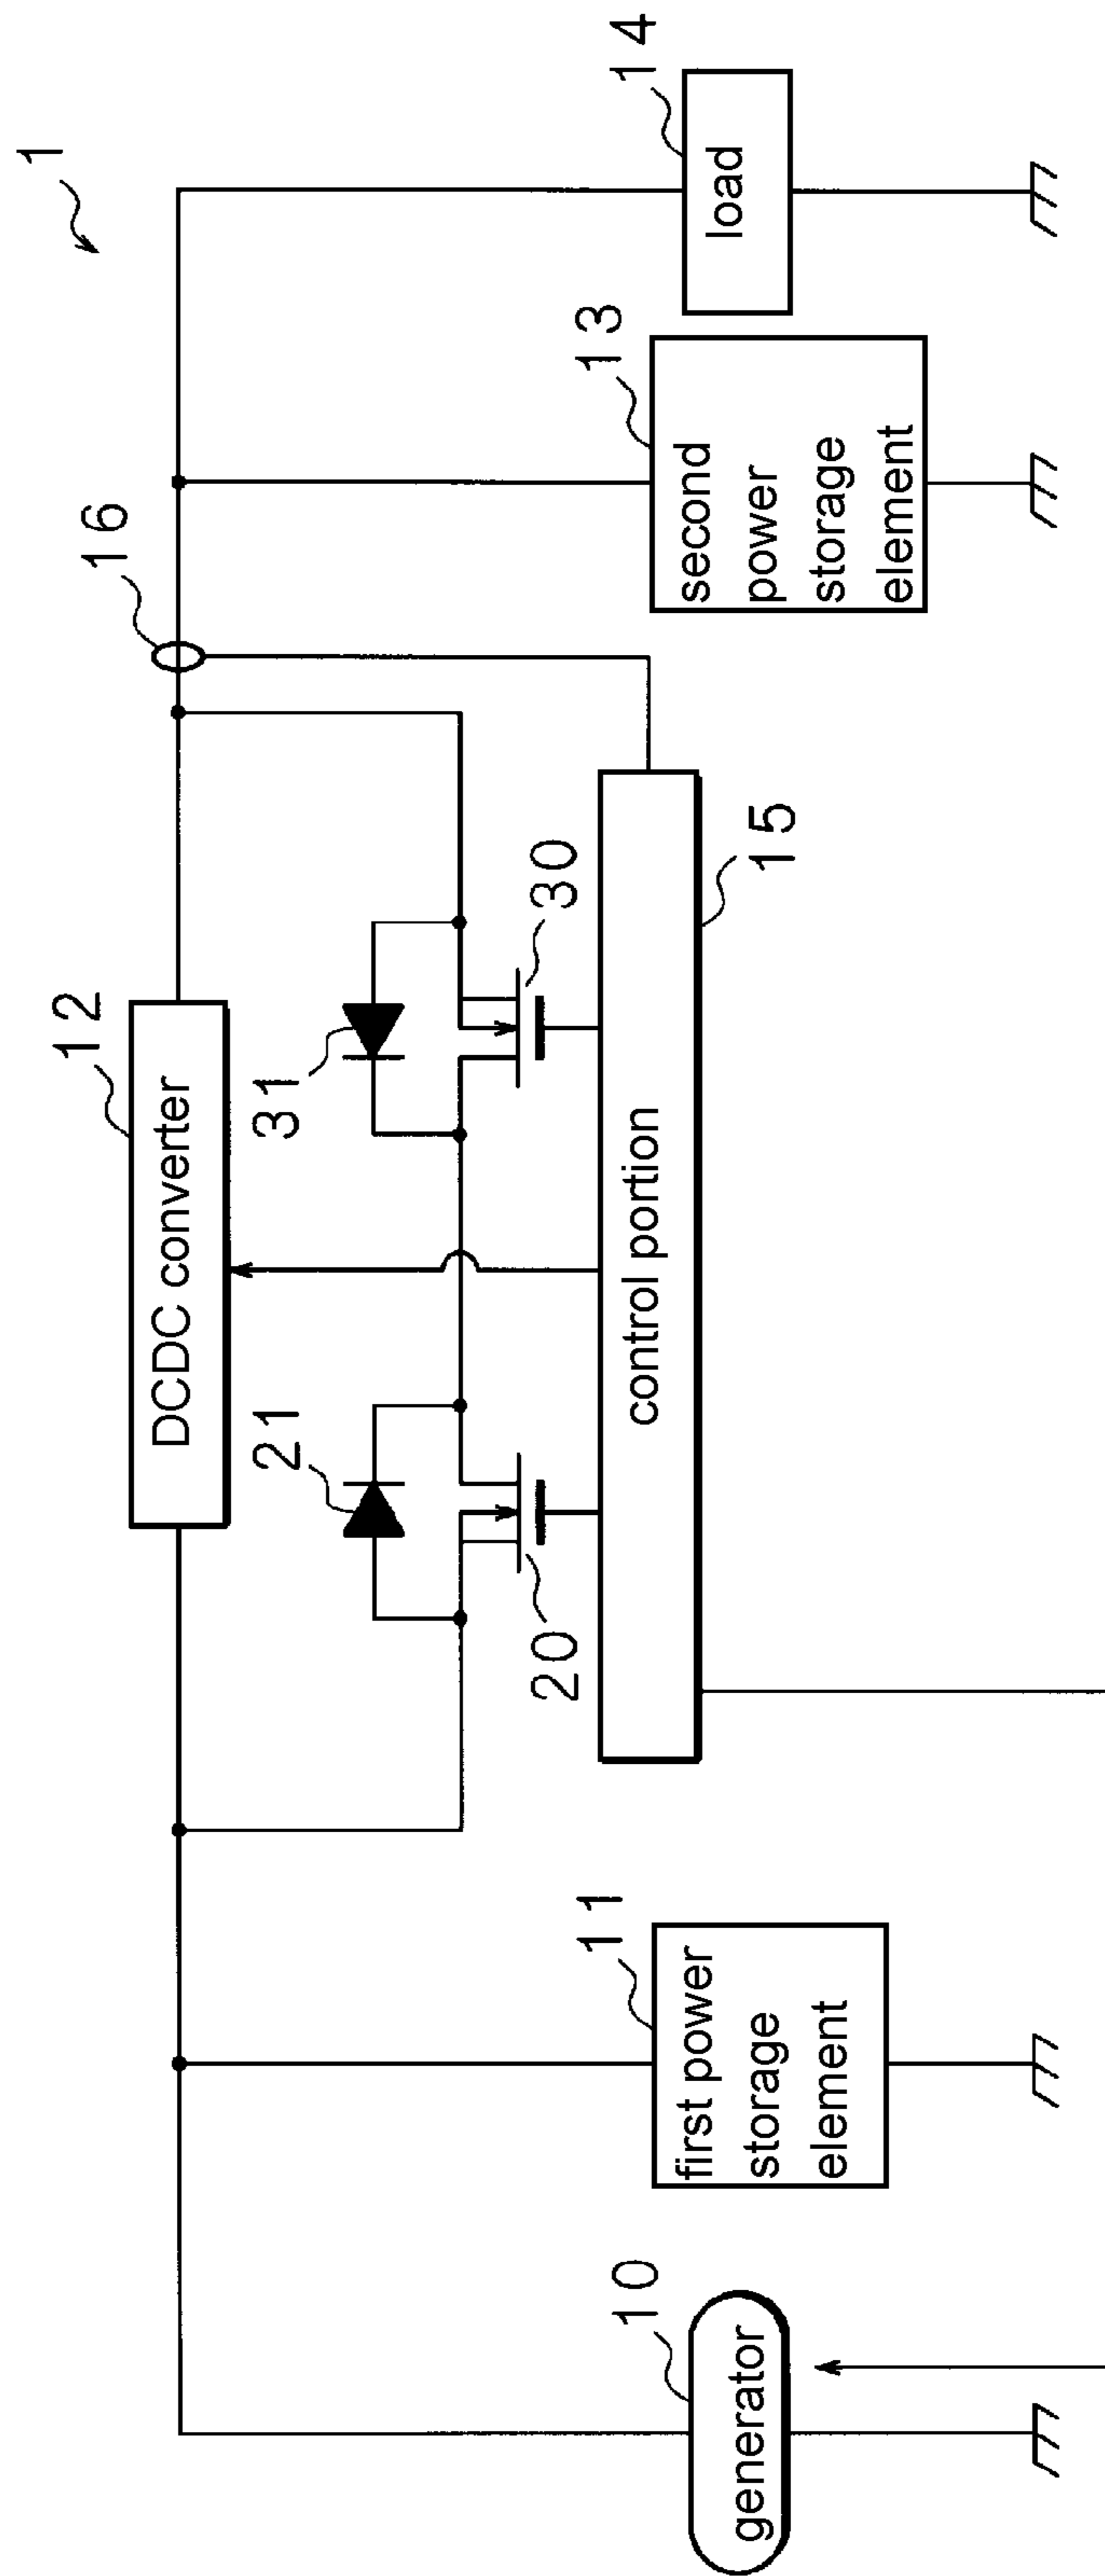 1
12
DCDC converter
16
31
21
30
20
control portion
15
10
generator
11
first power
storage
element
13
second
power
storage
element
14
load